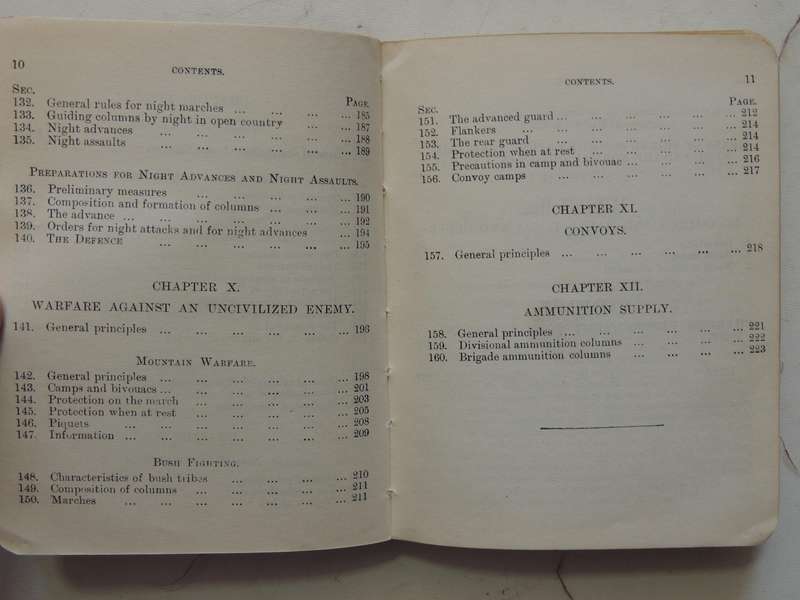 10
CONTENTS.
SEC. PAGE.
132. General rules for night marches ... ... ... ... 185
133. Guiding columns by night in open country ... ... 187
134. Night advances ... ... ... ... ... ... 188
135. Night assaults ... ... ... ... ... ... 189
PREPARATIONS FOR NIGHT ADVANCES AND NIGHT ASSAULTS.
136. Preliminary measures ... ... ... ... ... 190
137. Composition and formation of columns ... ... ... 191
138. The advance ... ... ... ... ... ... ... 192
139. Orders for night attacks and for night advances ... 194
140. THE DEFENCE ... ... ... ... ... ... 195
CHAPTER X.
WARFARE AGAINST AN UNCIVILIZED ENEMY.
141. General principles ... ... ... ... ... ... 196
MOUNTAIN WARFARE.
142. General principles ... ... ... ... ... ... 198
143. Camps and bivouacs ... ... ... ... ... ... 201
144. Protection on the march ... ... ... ... ... 203
145. Protection when at rest ... ... ... ... ... 205
146. Piquets ... ... ... ... ... ... ... 208
147. Information ... ... ... ... ... ... 209
BUSH FIGHTING.
148. Characteristics of bush tribes ... ... ... ... 210
149. Composition of columns ... ... ... ... ... 211
150. Marches ... ... ... ... ... ... ... 211
CONTENTS. 11
SEC. PAGE.
151. The advanced guard ... ... ... ... ... ... 212
152. Flankers ... ... ... ... ... ... ... 214
153. The rear guard ... ... ... ... ... ... 214
154. Protection when at rest ... ... ... ... ... 214
155. Precautions in camp and bivouac ... ... ... ... 216
156. Convoy camps ... ... ... ... ... ... 217
CHAPTER XI.
CONVOYS.
157. General principles ... ... ... ... ... ... 218
CHAPTER XII.
AMMUNITION SUPPLY.
158. General principles ... ... ... ... ... ... 221
159. Divisional ammunition columns ... ... ... ... 222
160. Brigade ammunition columns ... ... ... ... 223